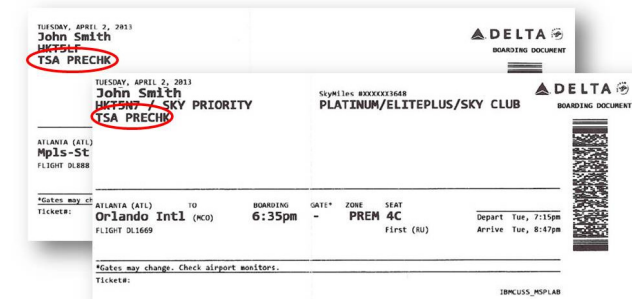 TUESDAY, APRIL 2, 2013
John Smith
HKT5LF
TSA PRECHK
DELTA
BOARDING DOCUMENT
ATLANTA (ATL)
Mpls-St
FLIGHT DL888
*Gates may ch
Ticket#:
TUESDAY, APRIL 2, 2013
John Smith
HKT5N7 / SKY PRIORITY
TSA PRECHK
SkyMiles #XXXXXX3648
PLATINUM/ELITEPLUS/SKY CLUB
DELTA
BOARDING DOCUMENT
ATLANTA (ATL) TO BOARDING GATE* ZONE SEAT
Orlando Intl (MCO) 6:35pm - PREM 4C Depart Tue, 7:15pm
FLIGHT DL1669 First (RU) Arrive Tue, 8:47pm
*Gates may change. Check airport monitors.
Ticket#:
IBMCUSS_MSPLAB